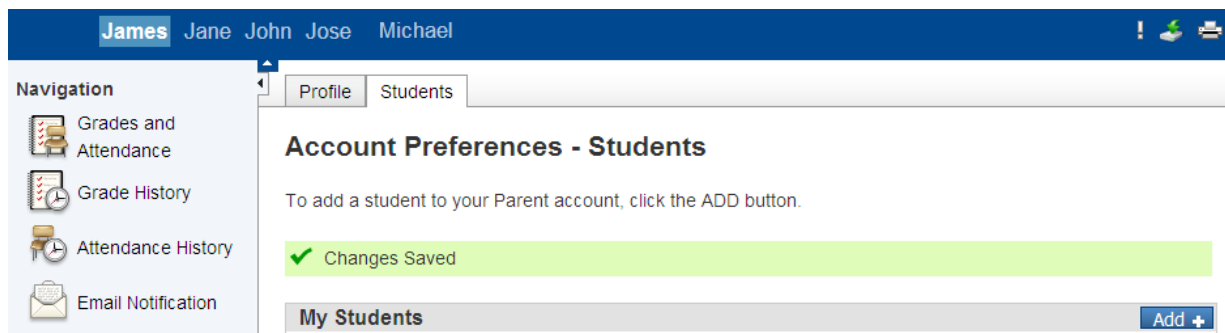 James Jane John Jose Michael
!
Navigation
Grades and
Attendance
Grade History
Attendance History
Email Notification
Profile Students
Account Preferences - Students
To add a student to your Parent account, click the ADD button.
Changes Saved
My Students Add +